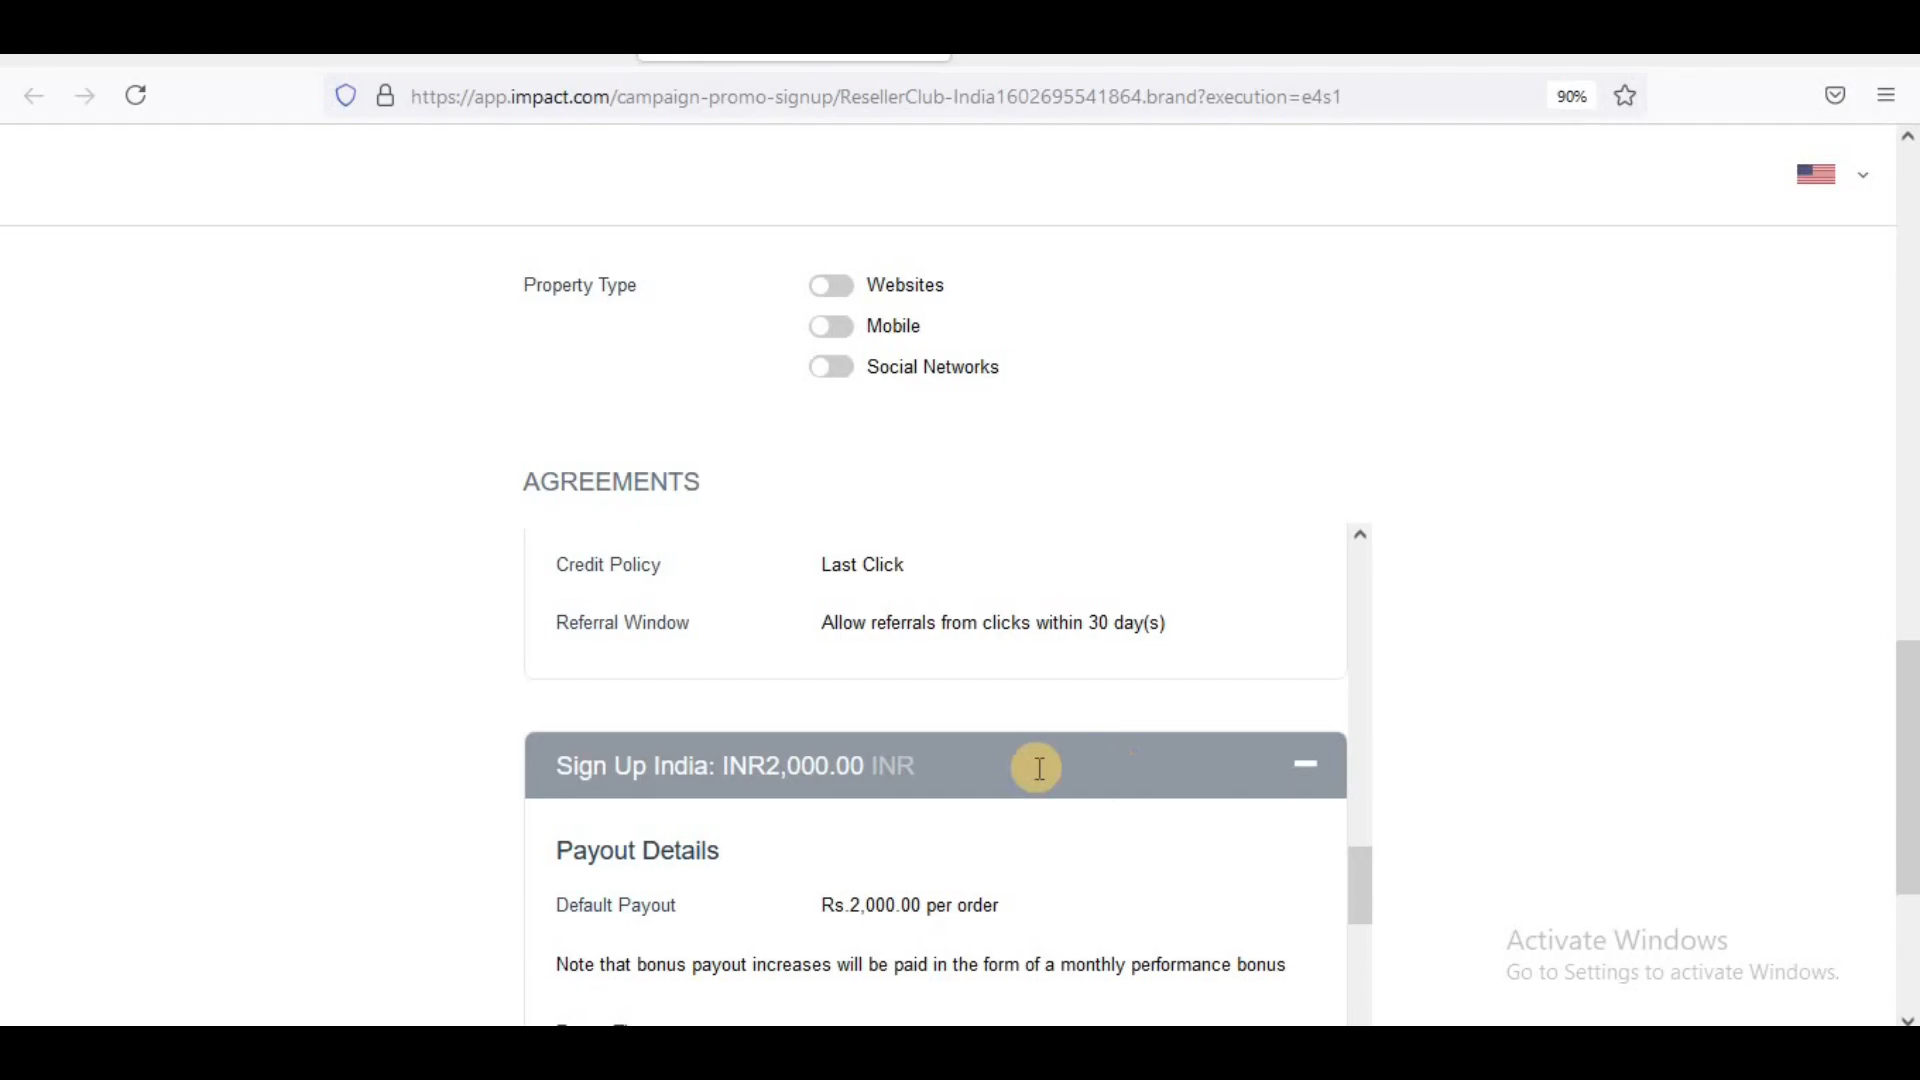 https://app.impact.com/campaign-promo-signup/ResellerClub-India1602695541864.brand?execution=e4s1
90%
Property Type
Websites
Mobile
Social Networks
AGREEMENTS
Credit Policy Last Click
Referral Window Allow referrals from clicks within 30 day(s)
Sign Up India: INR2,000.00 INR
Payout Details
Default Payout Rs.2,000.00 per order
Note that bonus payout increases will be paid in the form of a monthly performance bonus
Activate Windows
Go to Settings to activate Windows.